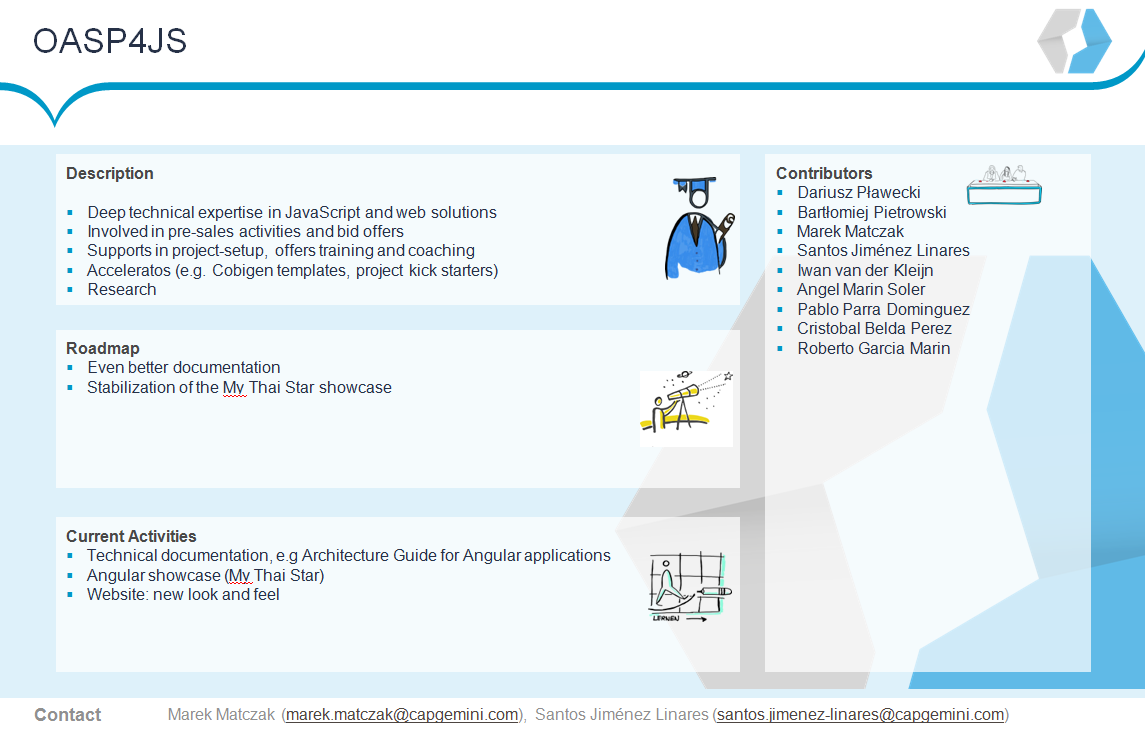 OASP4JS
Description
Deep technical expertise in JavaScript and web solutions
Involved in pre-sales activities and bid offers
Supports in project-setup, offers training and coaching
Acceleratos (e.g. Cobigen templates, project kick starters)
Research
Roadmap
Even better documentation
Stabilization of the My Thai Star showcase
Current Activities
Technical documentation, e.g Architecture Guide for Angular applications
Angular showcase (My Thai Star)
Website: new look and feel
LERNEN
Contributors
Dariusz Pławecki
Bartłomiej Pietrowski
Marek Matczak
Santos Jiménez Linares
Iwan van der Kleijn
Angel Marin Soler
Pablo Parra Dominguez
Cristobal Belda Perez
Roberto Garcia Marin
Contact Marek Matczak (marek.matczak@capgemini.com), Santos Jiménez Linares (santos.jimenez-linares@capgemini.com)